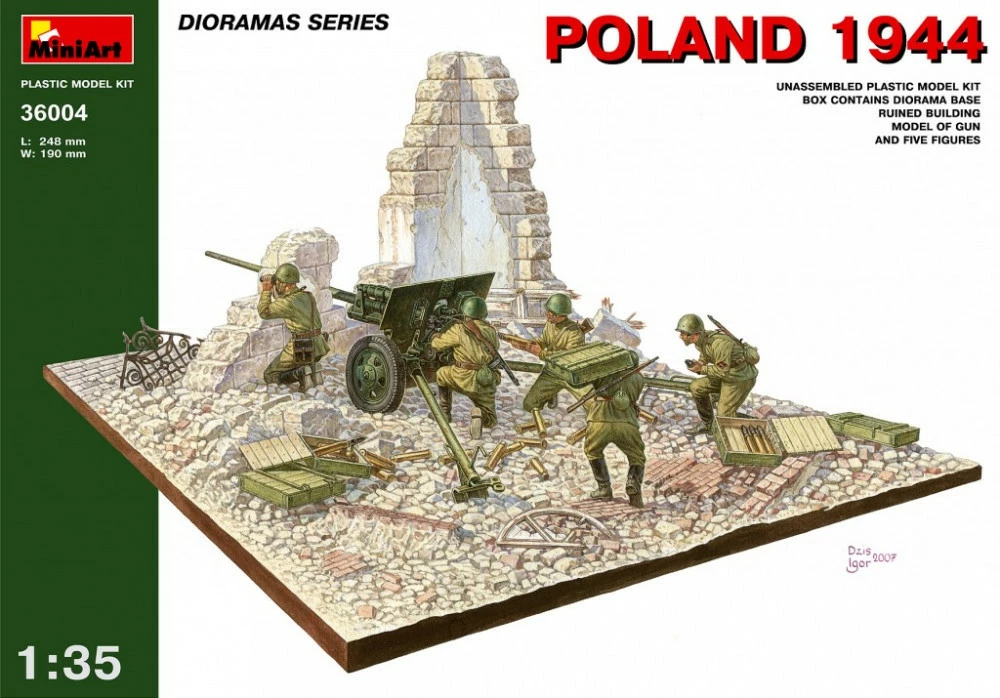 MiniArt
PLASTIC MODEL KIT
36004
L: 248 mm
W: 190 mm
DIORAMAS SERIES
POLAND 1944
UNASSEMBLED PLASTIC MODEL KIT
BOX CONTAINS DIORAMA BASE
RUINED BUILDING
MODEL OF GUN
AND FIVE FIGURES
Dzis
Igor 2007
1:35